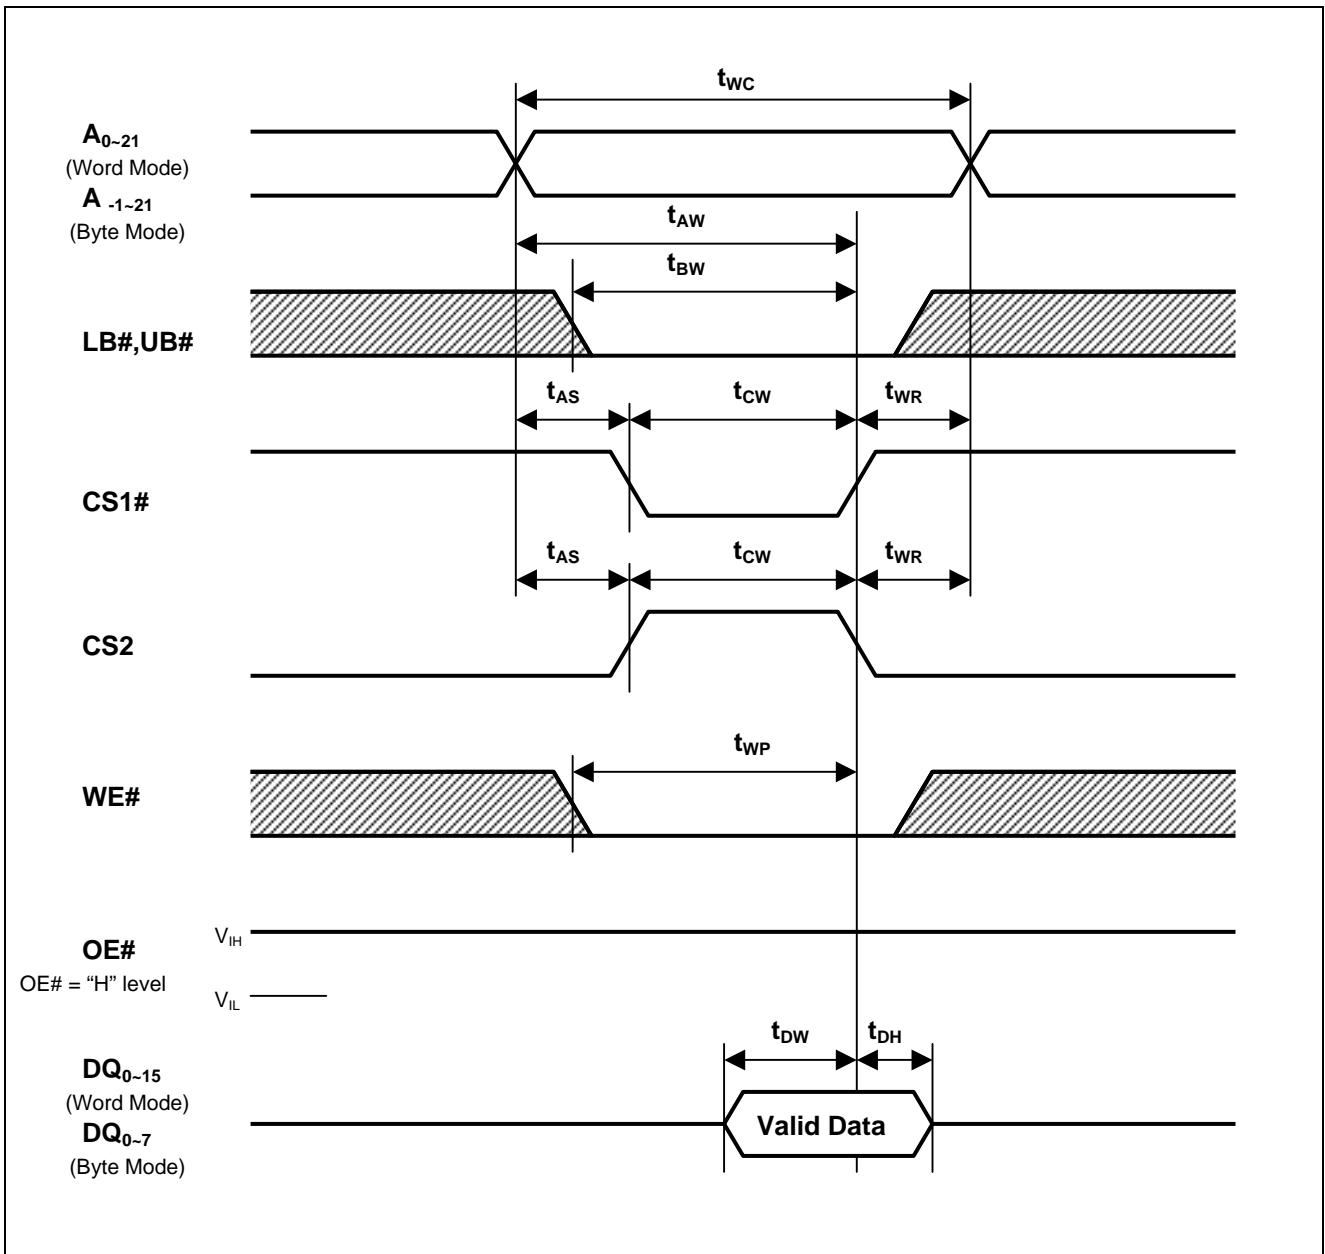 tWC
A0~21
(Word Mode)
A -1~21
(Byte Mode)
tAW
tBW
LB#,UB#
tAS tCW tWR
CS1#
tAS tCW tWR
CS2
tWP
WE#
VIH
OE#
OE# = “H” level
VIL
tDW tDH
DQ0~15
(Word Mode)
DQ0~7
(Byte Mode)
Valid Data